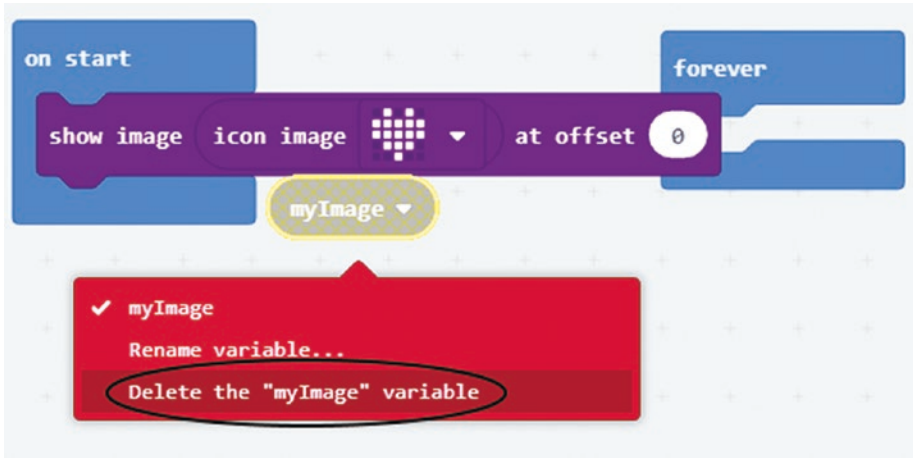 on start
forever
show image icon image at offset 0
myImage
myImage
Rename variable...
Delete the "myImage" variable